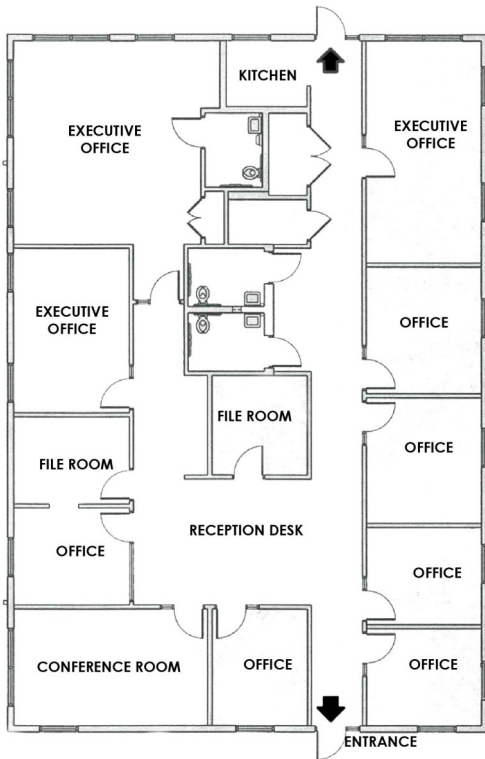 KITCHEN
EXECUTIVE
OFFICE
EXECUTIVE
OFFICE
EXECUTIVE
OFFICE
OFFICE
FILE ROOM
OFFICE
FILE ROOM
OFFICE
RECEPTION DESK
OFFICE
CONFERENCE ROOM
OFFICE
OFFICE
ENTRANCE